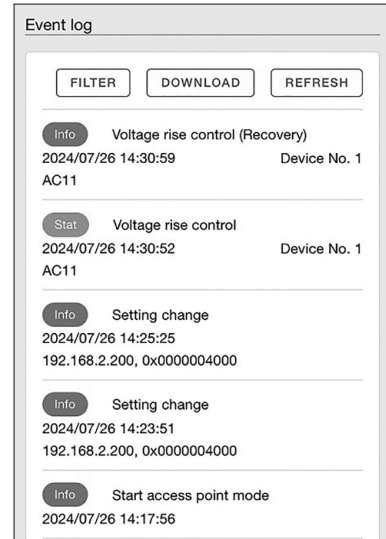 Event log
FILTER DOWNLOAD REFRESH
Info Voltage rise control (Recovery)
2024/07/26 14:30:59 Device No. 1
AC11
Stat Voltage rise control
2024/07/26 14:30:52 Device No. 1
AC11
Info Setting change
2024/07/26 14:25:25
192.168.2.200, 0x0000004000
Info Setting change
2024/07/26 14:23:51
192.168.2.200, 0x0000004000
Info Start access point mode
2024/07/26 14:17:56